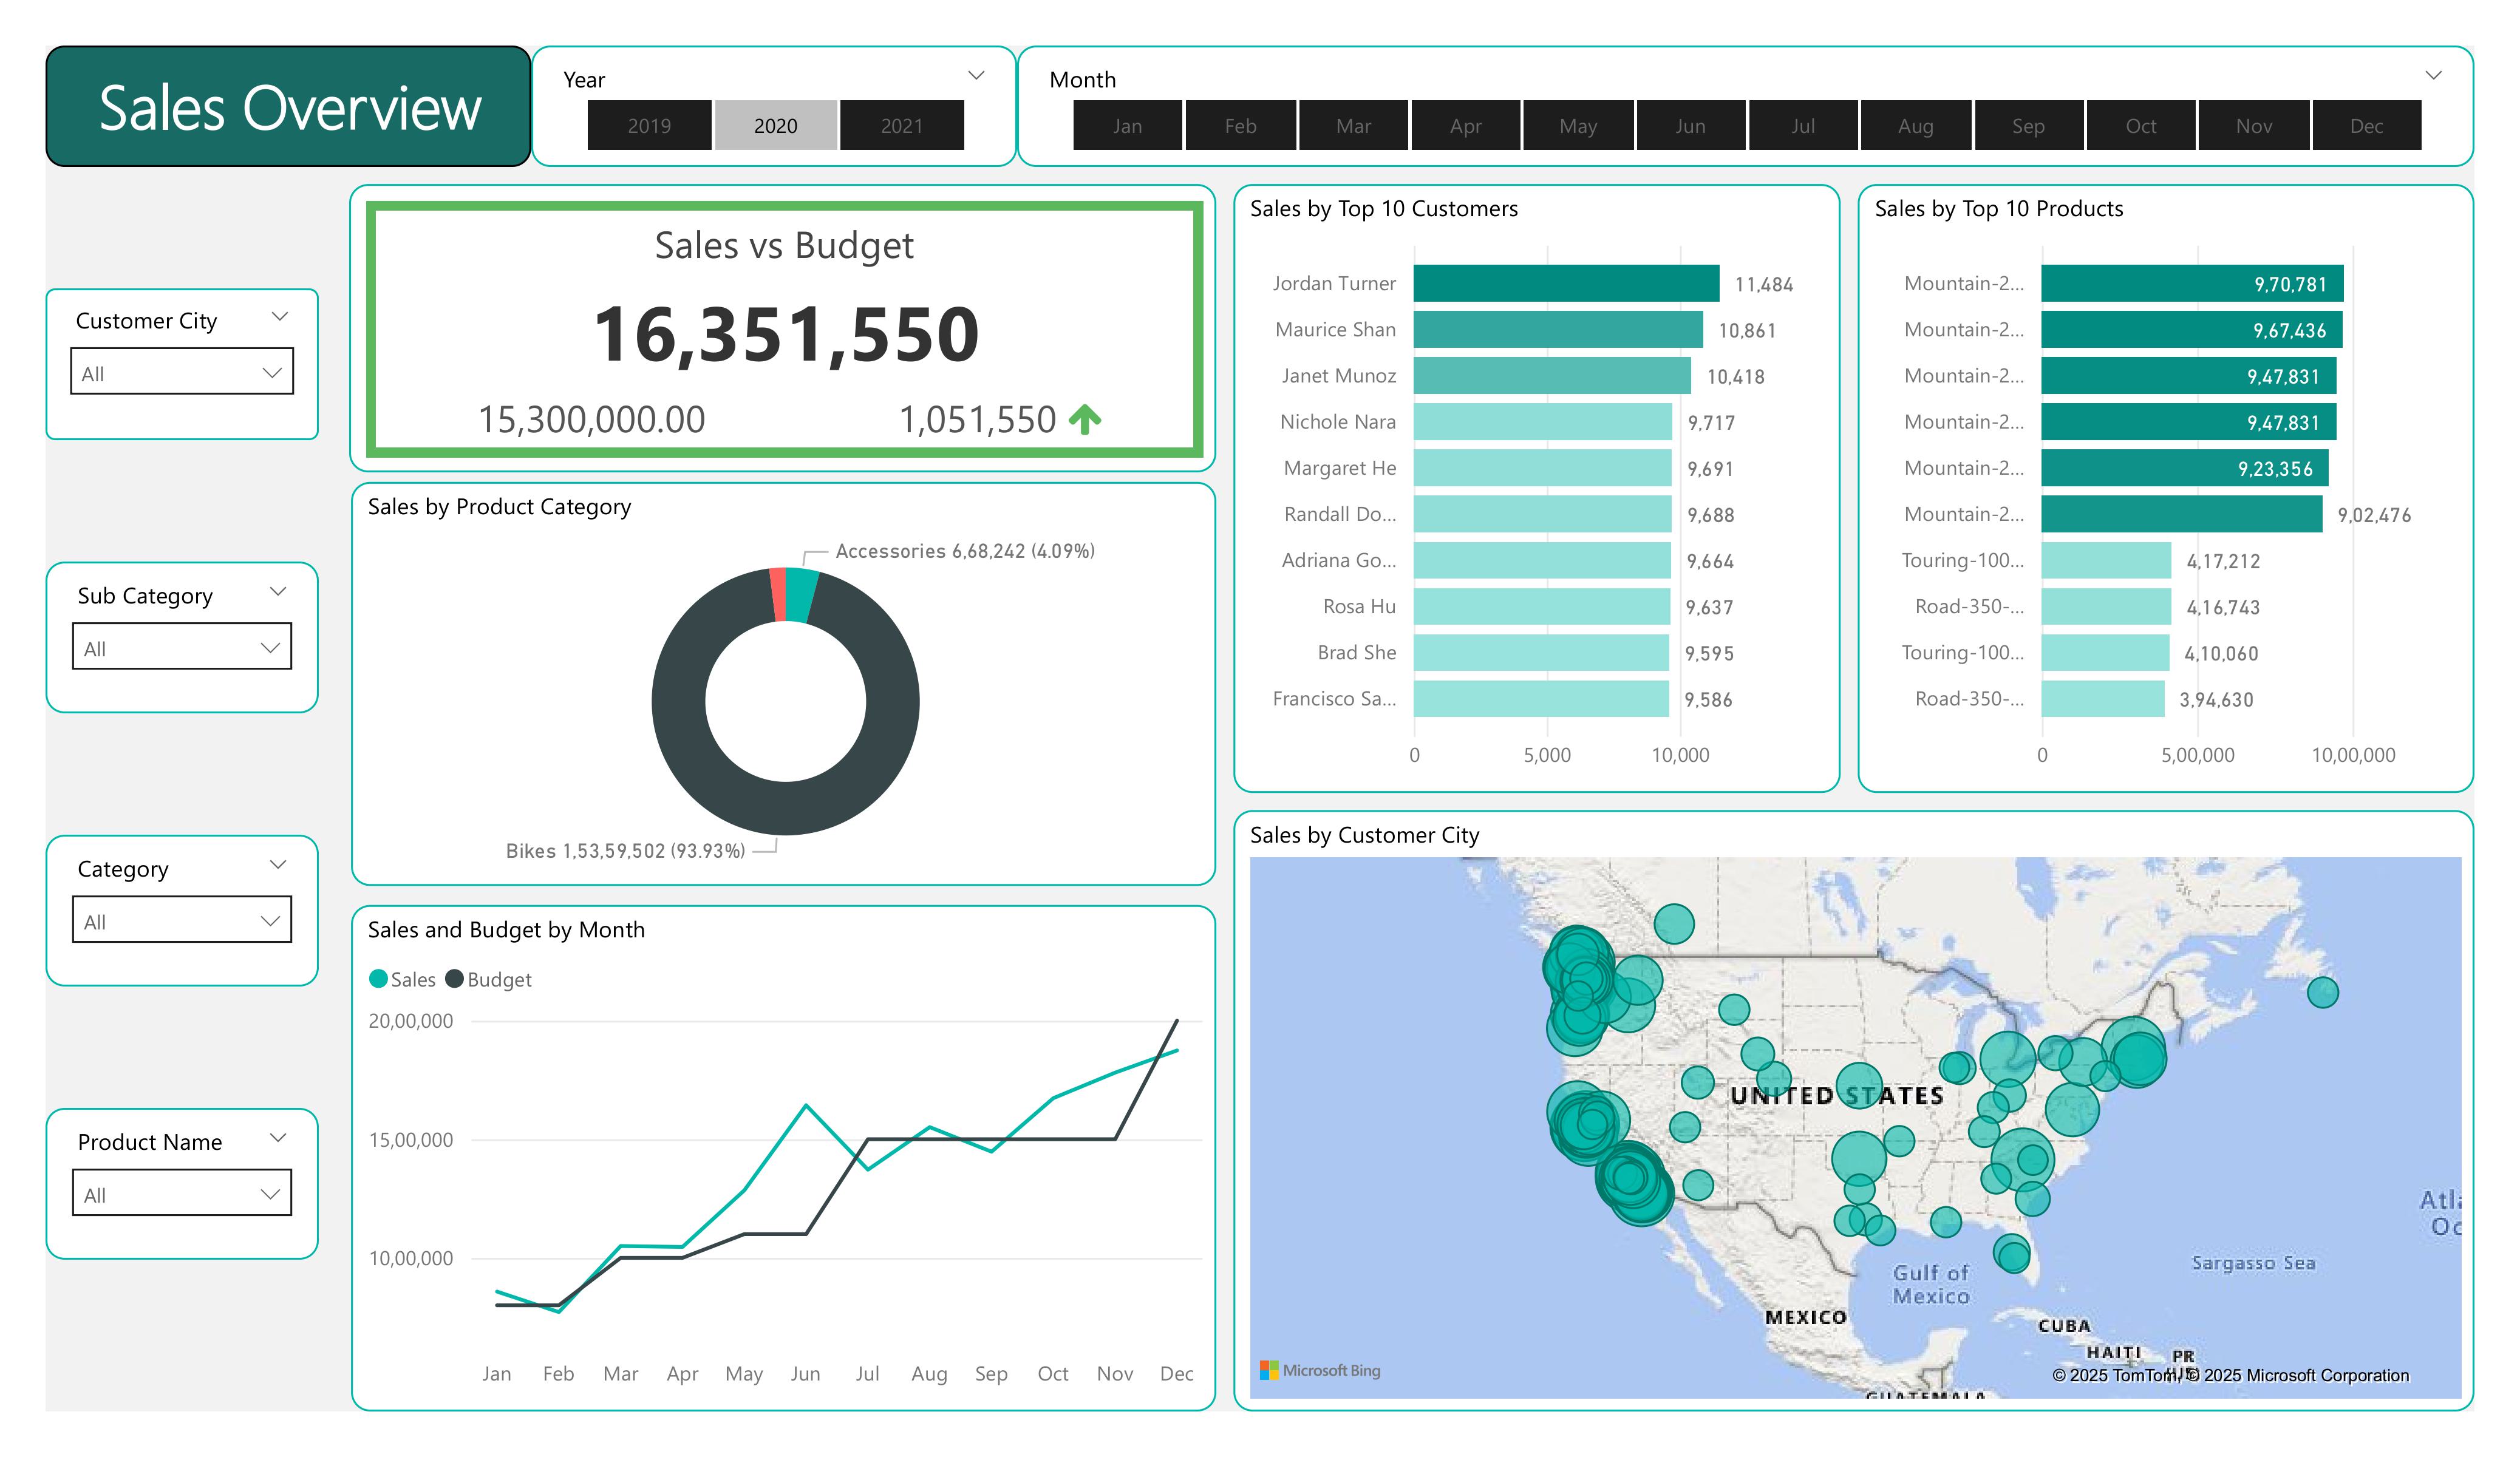 Sales Overview
Year
2019 2020 2021
Month
Jan Feb Mar Apr May Jun Jul Aug Sep Oct Nov Dec
Customer City
All
Sub Category
All
Category
All
Product Name
All
Sales vs Budget
16,351,550
15,300,000.00 1,051,550
Sales by Product Category
Accessories 6,68,242 (4.09%)
Bikes 1,53,59,502 (93.93%)
Sales and Budget by Month
Sales Budget
20,00,000
15,00,000
10,00,000
Jan Feb Mar Apr May Jun Jul Aug Sep Oct Nov Dec
Sales by Top 10 Customers
Jordan Turner 11,484
Maurice Shan 10,861
Janet Munoz 10,418
Nichole Nara 9,717
Margaret He 9,691
Randall Do... 9,688
Adriana Go... 9,664
Rosa Hu 9,637
Brad She 9,595
Francisco Sa... 9,586
0 5,000 10,000
Sales by Top 10 Products
Mountain-2... 9,70,781
Mountain-2... 9,67,436
Mountain-2... 9,47,831
Mountain-2... 9,47,831
Mountain-2... 9,23,356
Mountain-2... 9,02,476
Touring-100... 4,17,212
Road-350-... 4,16,743
Touring-100... 4,10,060
Road-350-... 3,94,630
0 5,00,000 10,00,000
Sales by Customer City
UNITED STATES
Gulf of
Mexico
Sargasso Sea
MEXICO
CUBA
HAITI
PR
GUATEMALA
Microsoft Bing
© 2025 TomTom, © 2025 Microsoft Corporation